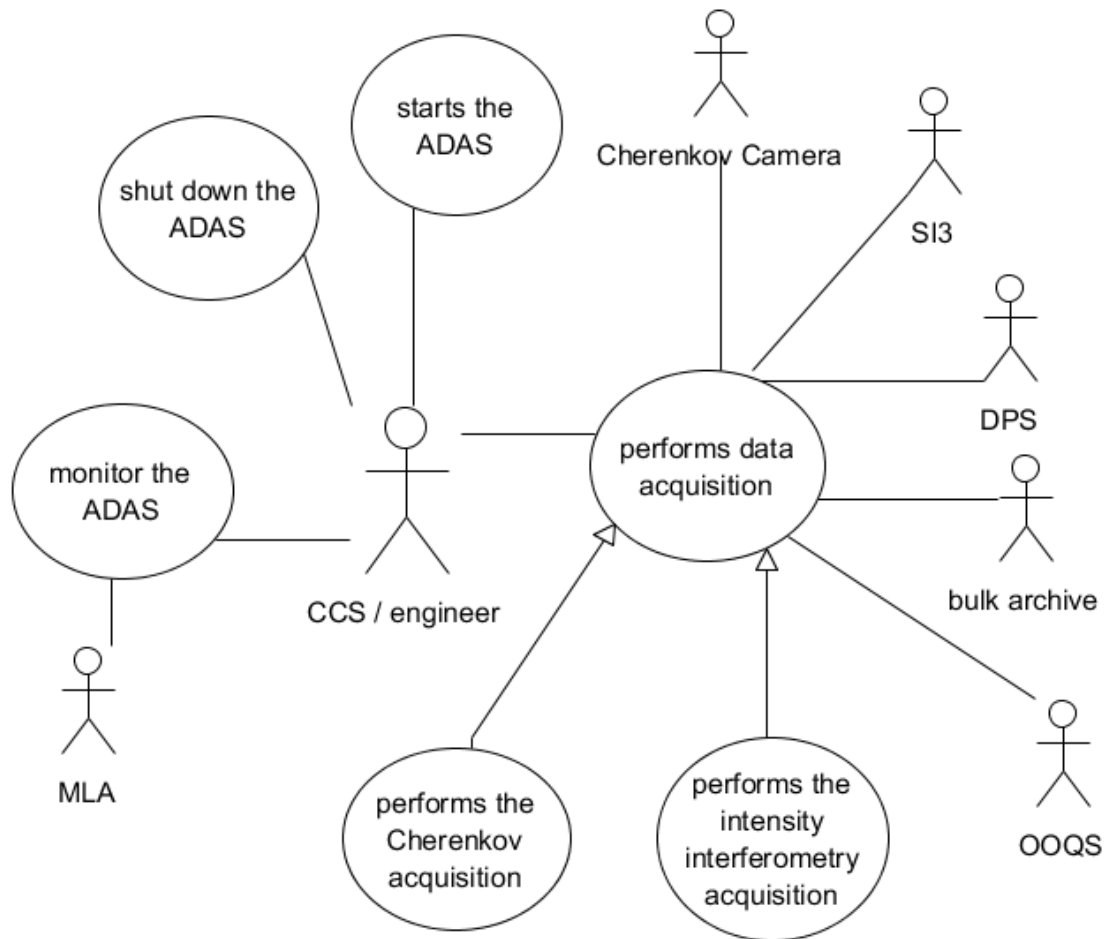 starts the
ADAS
Cherenkov Camera
shut down the
ADAS
SI3
DPS
monitor the
ADAS
performs data
acquisition
CCS / engineer
bulk archive
MLA
performs the
Cherenkov
acquisition
performs the
intensity
interferometry
acquisition
OOQS